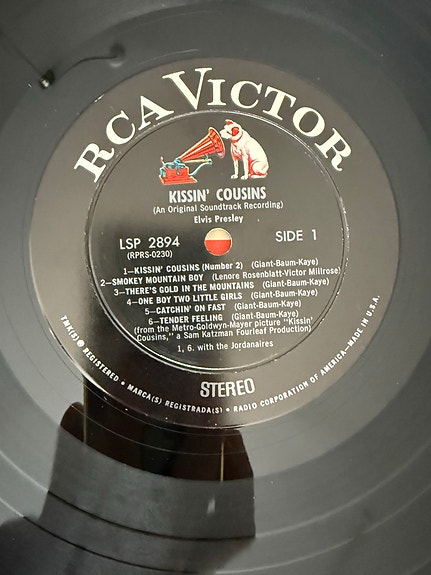 RCA VICTOR
KISSIN' COUSINS
(An Original Soundtrack Recording)
Elvis Presley
LSP 2894
(RPRS-0230)
SIDE 1
1—KISSIN' COUSINS (Number 2) (Giant-Baum-Kaye)
2—SMOKEY MOUNTAIN BOY (Lenore Rosenblatt-Victor Millrose)
3—THERE'S GOLD IN THE MOUNTAINS (Giant-Baum-Kaye)
4—ONE BOY TWO LITTLE GIRLS (Giant-Baum-Kaye)
5—CATCHIN' ON FAST (Giant-Baum-Kaye)
6—TENDER FEELING (Giant-Baum-Kaye)
(from the Metro-Goldwyn-Mayer picture "Kissin'
Cousins," a Sam Katzman Fourleaf Production)
1, 6. with the Jordanaires
STEREO
TMK(S) ® REGISTERED • MARCA(S) REGISTRADA(S) • RADIO CORPORATION OF AMERICA—MADE IN U.S.A.